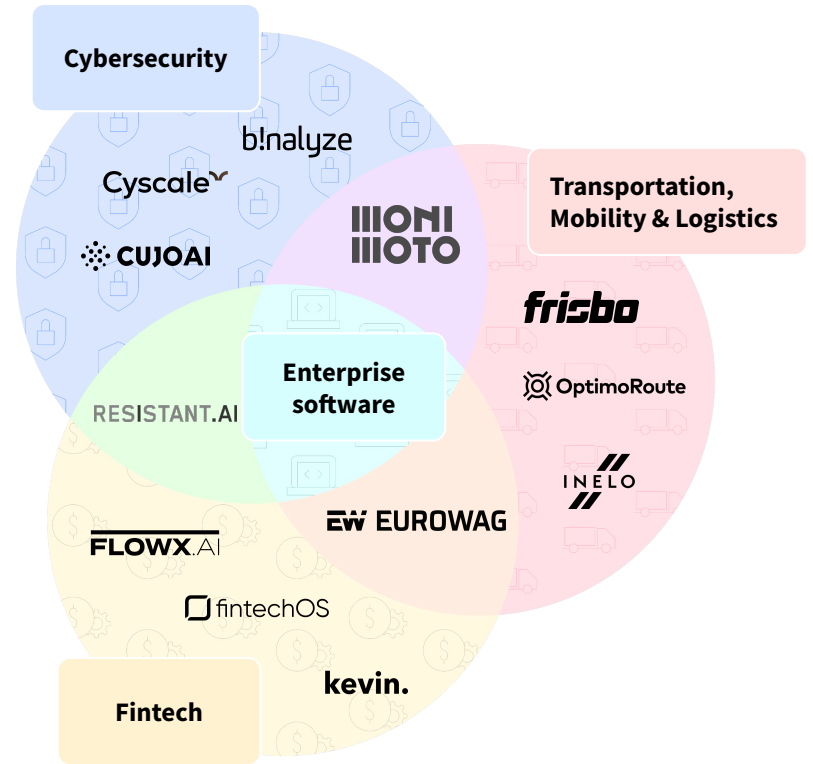 Cybersecurity
b!nalyze
Cyscale
CUJOAI
Transportation,
Mobility & Logistics
MONI
MOTO
frisbo
OptimoRoute
INELO
Enterprise
software
RESISTANT.AI
EW EUROWAG
FLOWX.AI
fintechOS
kevin.
Fintech